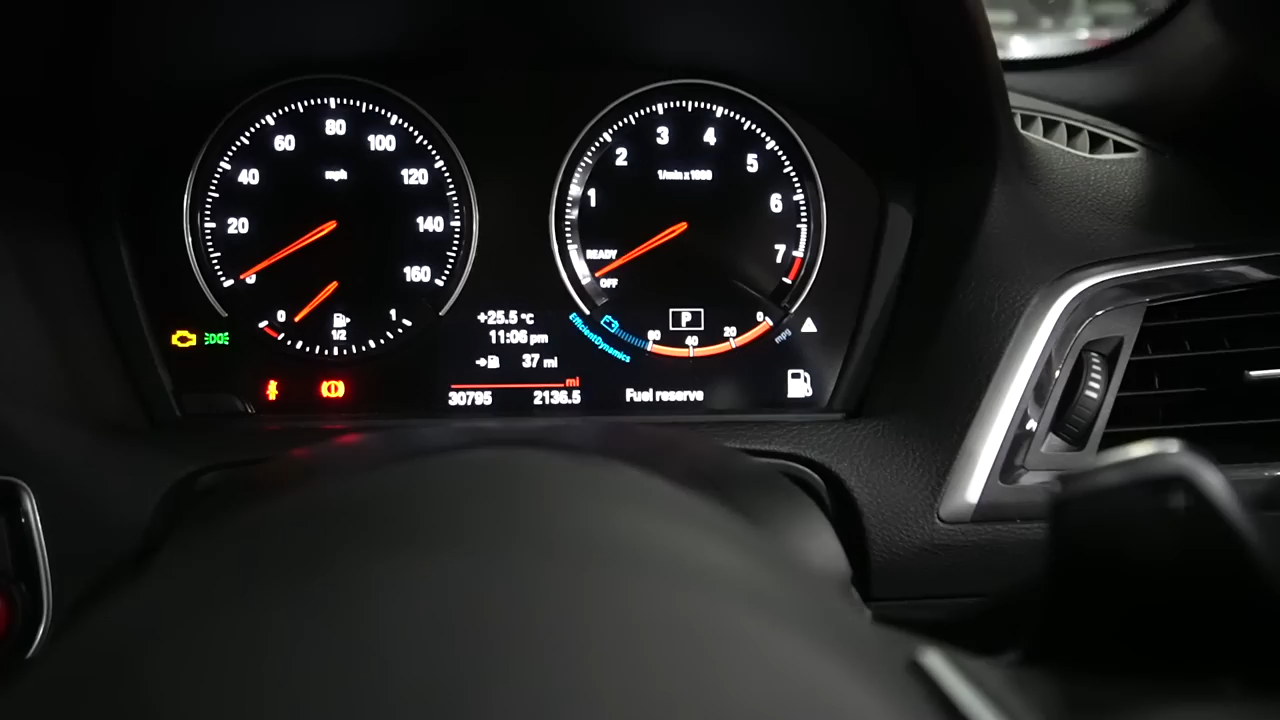 0
20
40
60
80
100
120
140
160
mph
0
1/2
1
+25.5 °C
11:06 pm
37 mi
mi
30795
2136.5
1
2
3
4
5
6
7
1/min x 1000
READY
OFF
P
EfficientDynamics
60
40
20
0
mpg
Fuel reserve